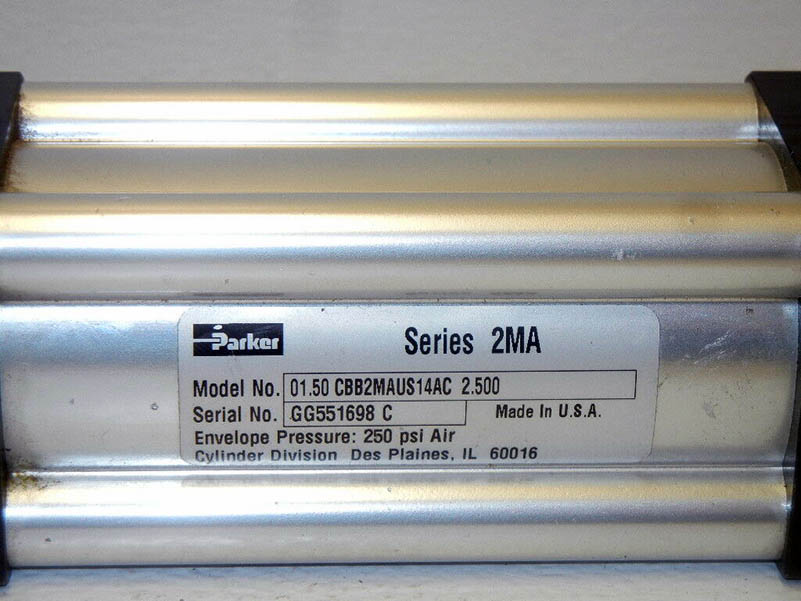 Parker
Series 2MA
Model No. 01.50 CBB2MAUS14AC 2.500
Serial No. GG551698 C Made In U.S.A.
Envelope Pressure: 250 psi Air
Cylinder Division Des Plaines, IL 60016